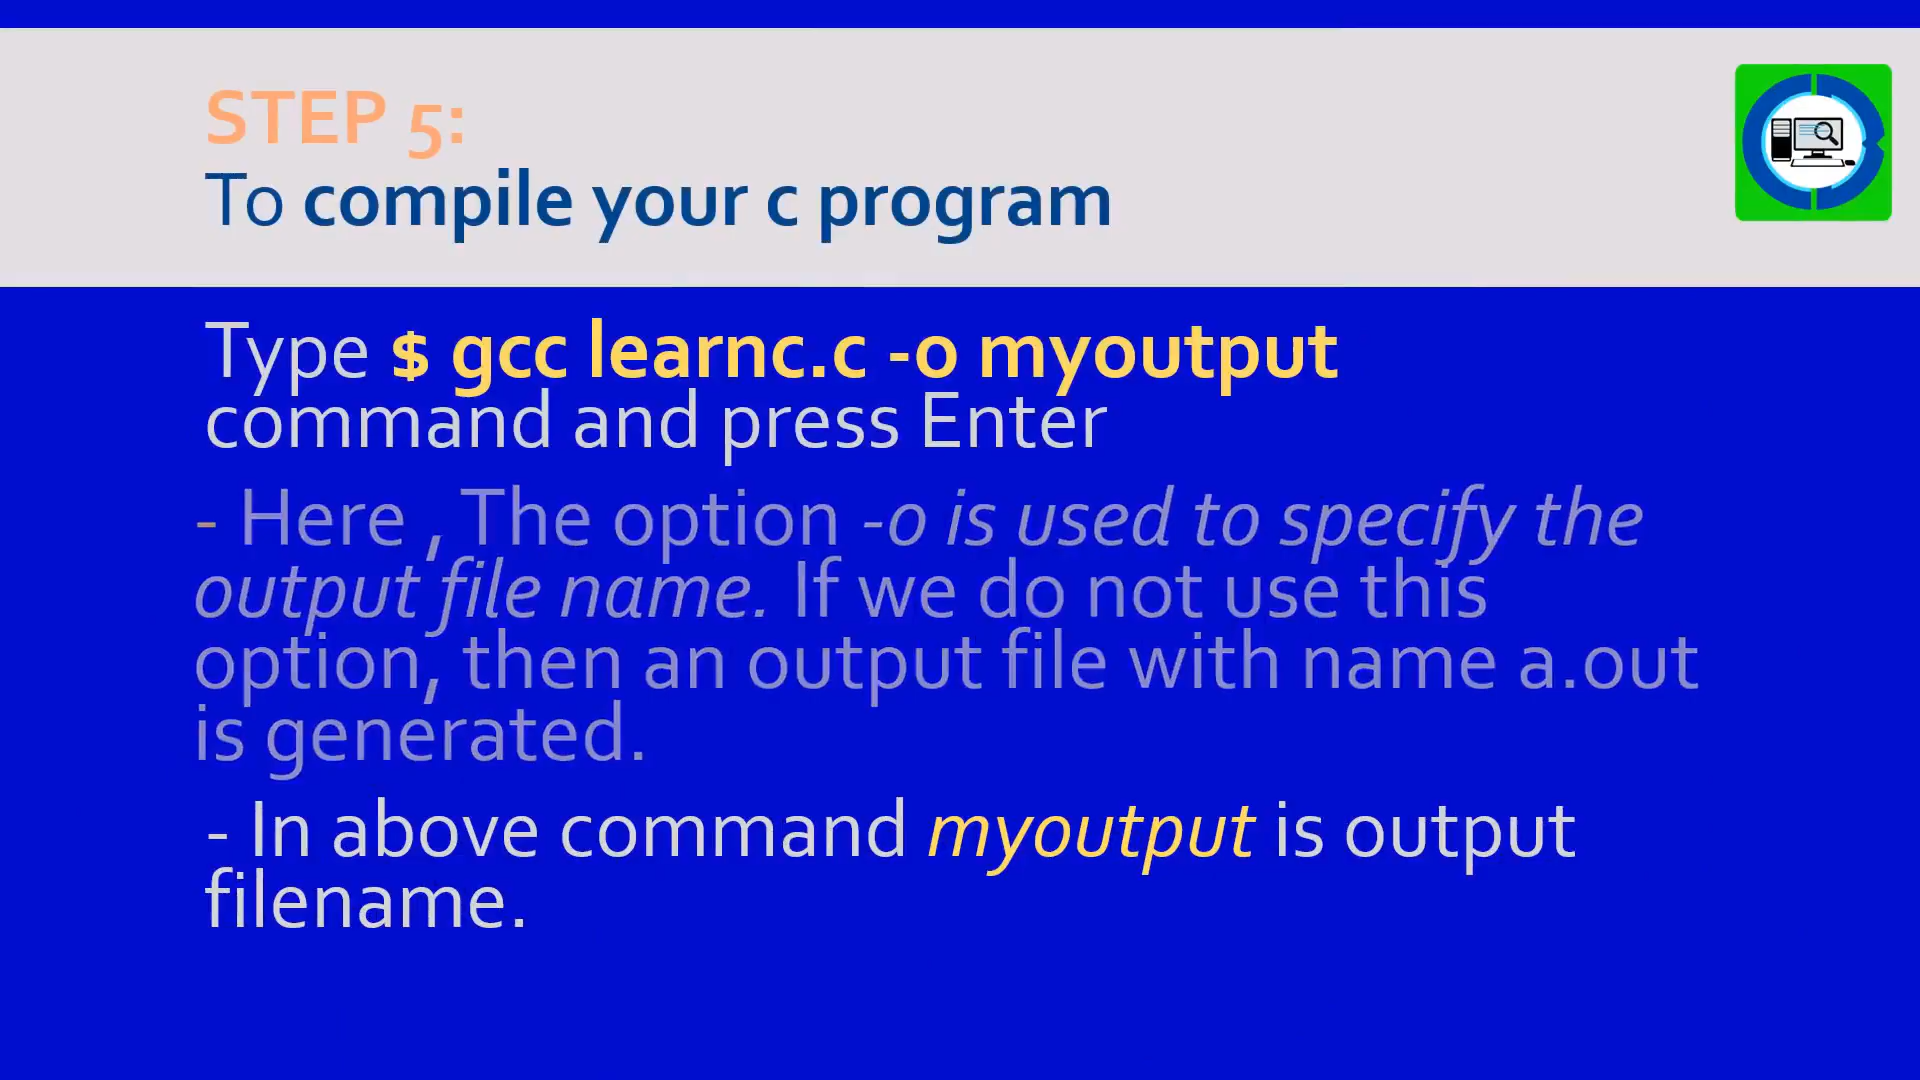 STEP 5:
To compile your c program
Type $ gcc learnc.c -o myoutput
command and press Enter
- Here , The option -o is used to specify the
output file name. If we do not use this
option, then an output file with name a.out
is generated.
- In above command myoutput is output
filename.